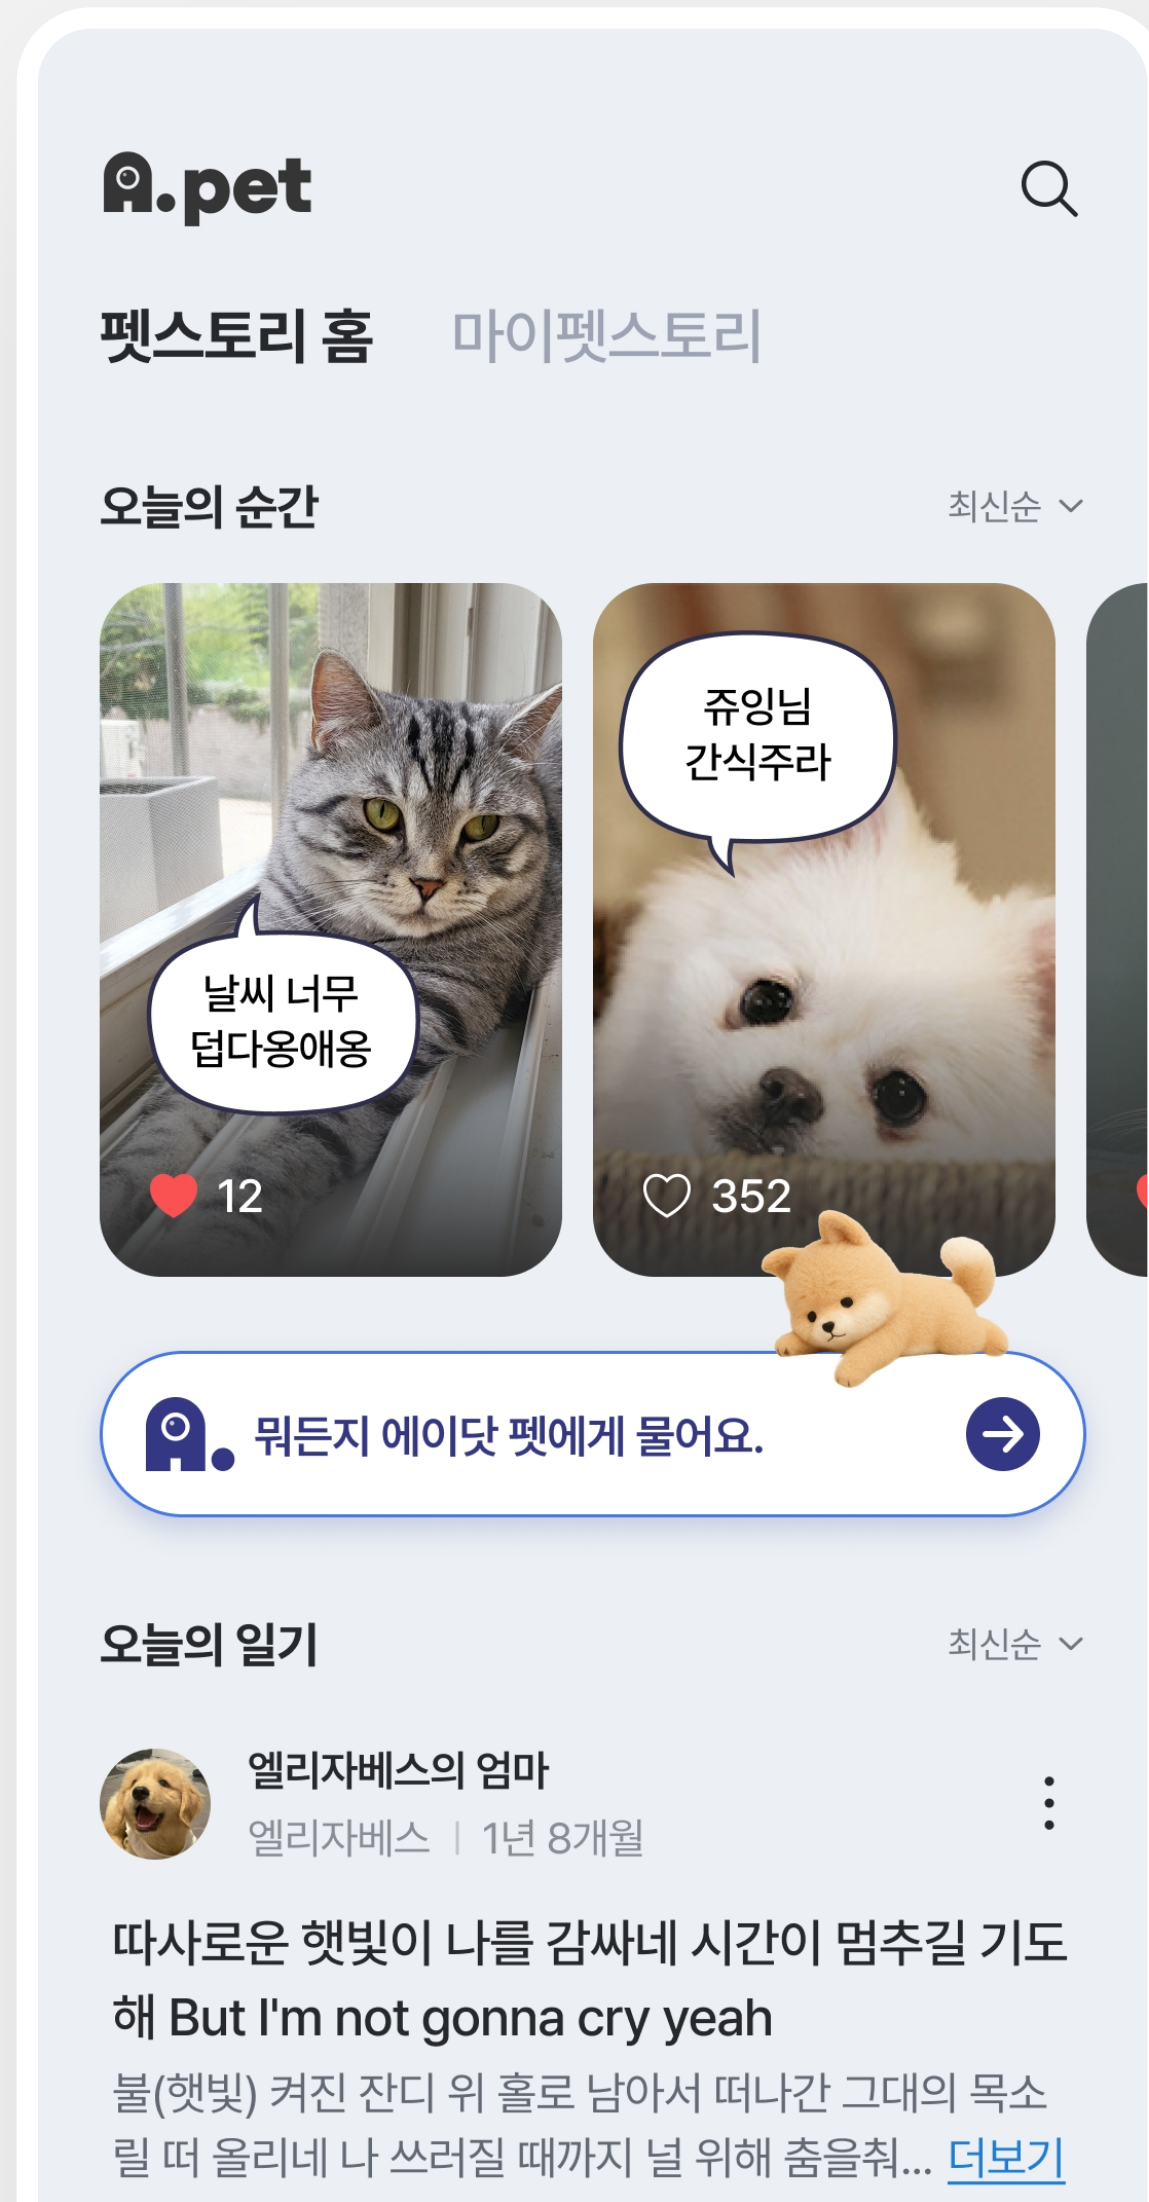 A.pet
펫스토리 홈 마이펫스토리
오늘의 순간 최신순
날씨 너무
덥다옹애옹
12
쥬잉님
간식주라
352
A. 뭐든지 에이닷 펫에게 물어요.
오늘의 일기 최신순
엘리자베스의 엄마
엘리자베스 | 1년 8개월
따사로운 햇빛이 나를 감싸네 시간이 멈추길 기도
해 But I'm not gonna cry yeah
불(햇빛) 켜진 잔디 위 홀로 남아서 떠나간 그대의 목소
릴 떠 올리네 나 쓰러질 때까지 널 위해 춤을춰... 더보기